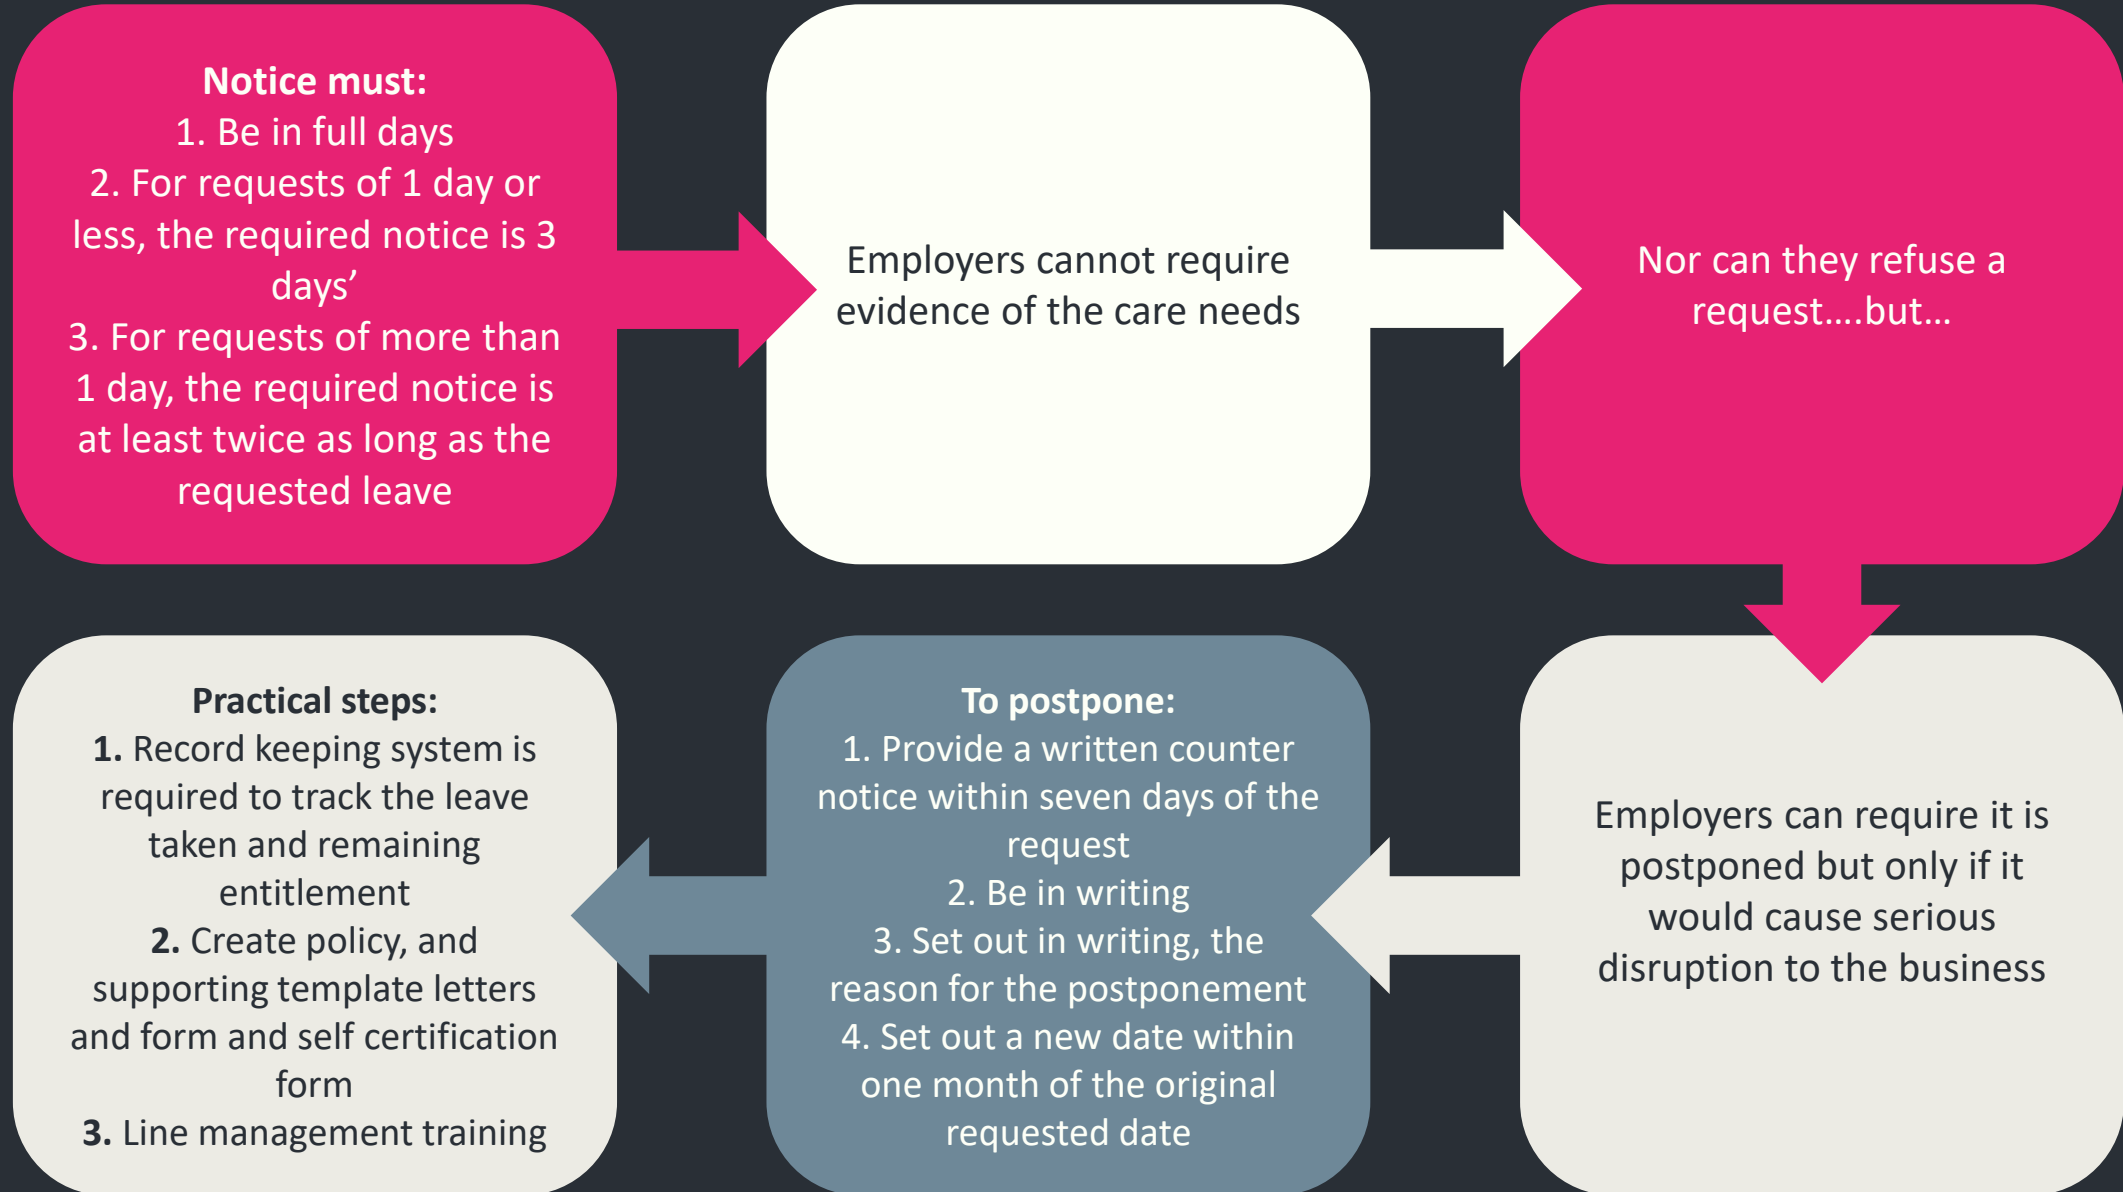 Notice must:
1. Be in full days
2. For requests of 1 day or
less, the required notice is 3
days’
3. For requests of more than
1 day, the required notice is
at least twice as long as the
requested leave
Employers cannot require
evidence of the care needs
Nor can they refuse a
request….but…
Employers can require it is
postponed but only if it
would cause serious
disruption to the business
To postpone:
1. Provide a written counter
notice within seven days of the
request
2. Be in writing
3. Set out in writing, the
reason for the postponement
4. Set out a new date within
one month of the original
requested date
Practical steps:
1. Record keeping system is
required to track the leave
taken and remaining
entitlement
2. Create policy, and
supporting template letters
and form and self certification
form
3. Line management training